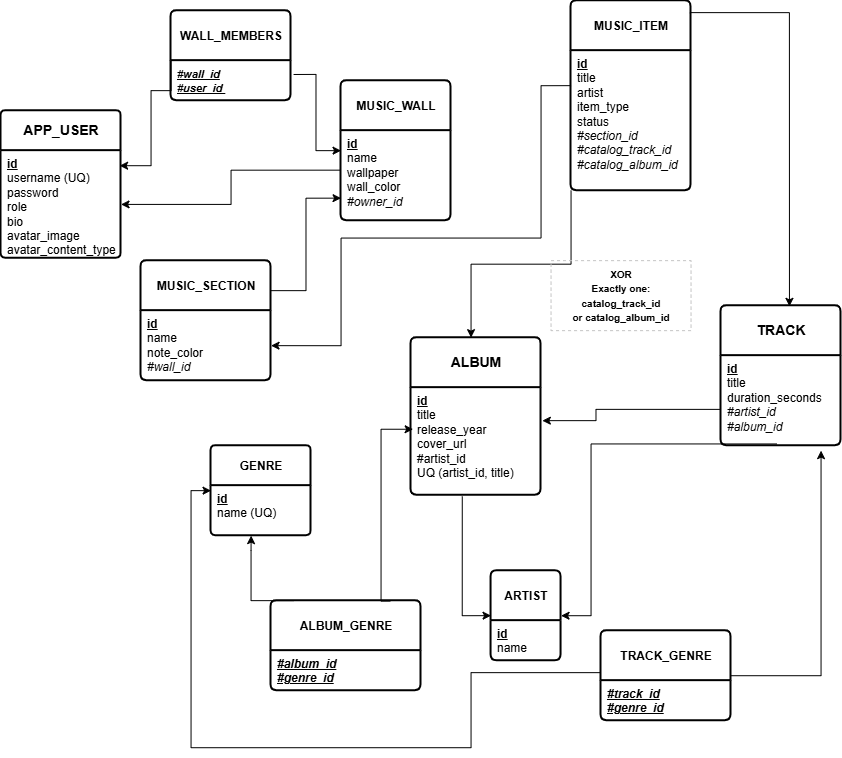 WALL_MEMBERS
#wall_id
#user_id
MUSIC_ITEM
id
title
artist
item_type
status
#section_id
#catalog_track_id
#catalog_album_id
MUSIC_WALL
id
name
wallpaper
wall_color
#owner_id
APP_USER
id
username (UQ)
password
role
bio
avatar_image
avatar_content_type
MUSIC_SECTION
id
name
note_color
#wall_id
XOR
Exactly one:
catalog_track_id
or catalog_album_id
TRACK
id
title
duration_seconds
#artist_id
#album_id
ALBUM
id
title
release_year
cover_url
#artist_id
UQ (artist_id, title)
GENRE
id
name (UQ)
ARTIST
id
name
ALBUM_GENRE
#album_id
#genre_id
TRACK_GENRE
#track_id
#genre_id